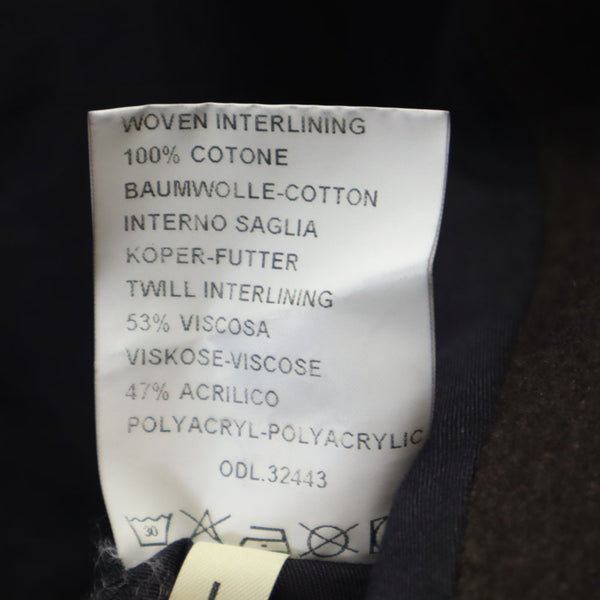 WOVEN INTERLINING
100% COTONE
BAUMWOLLE-COTTON
INTERNO SAGLIA
KOPER-FUTTER
TWILL INTERLINING
53% VISCOSA
VISKOSE-VISCOSE
47% ACRILICO
POLYACRYL-POLYACRYLIC
ODL.32443
30